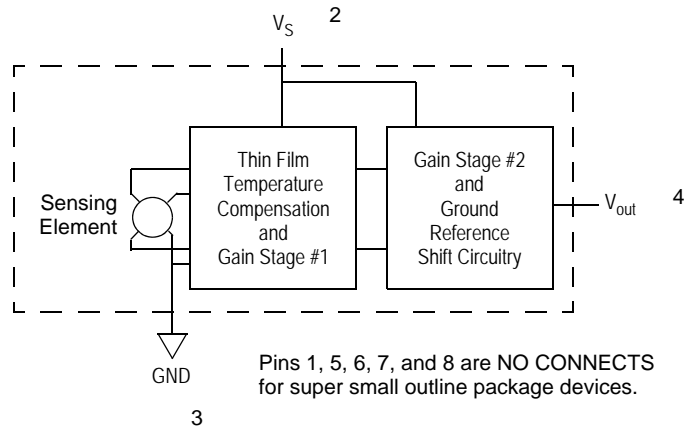 2
VS
Thin Film
Temperature
Compensation
and
Gain Stage #1
Gain Stage #2
and
Ground
Reference
Shift Circuitry
Sensing
Element
Vout
4
GND
3
Pins 1, 5, 6, 7, and 8 are NO CONNECTS
for super small outline package devices.